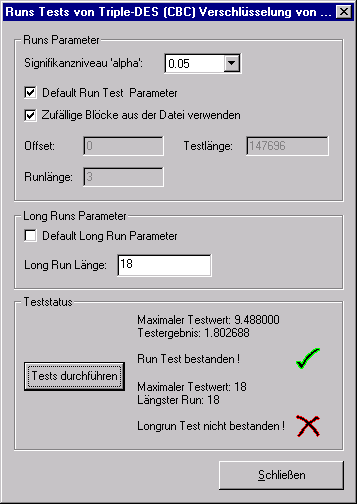 Runs Tests von Triple-DES (CBC) Verschlüsselung von ...
Runs Parameter
Signifikanzniveau 'alpha': 0.05
Default Run Test Parameter
Zufällige Blöcke aus der Datei verwenden
Offset: 0 Testlänge: 147696
Runlänge: 3
Long Runs Parameter
Default Long Run Parameter
Long Run Länge: 18
Teststatus
Maximaler Testwert: 9.488000
Testergebnis: 1.802688
Run Test bestanden !
Tests durchführen
Maximaler Testwert: 18
Längster Run: 18
Longrun Test nicht bestanden !
Schließen